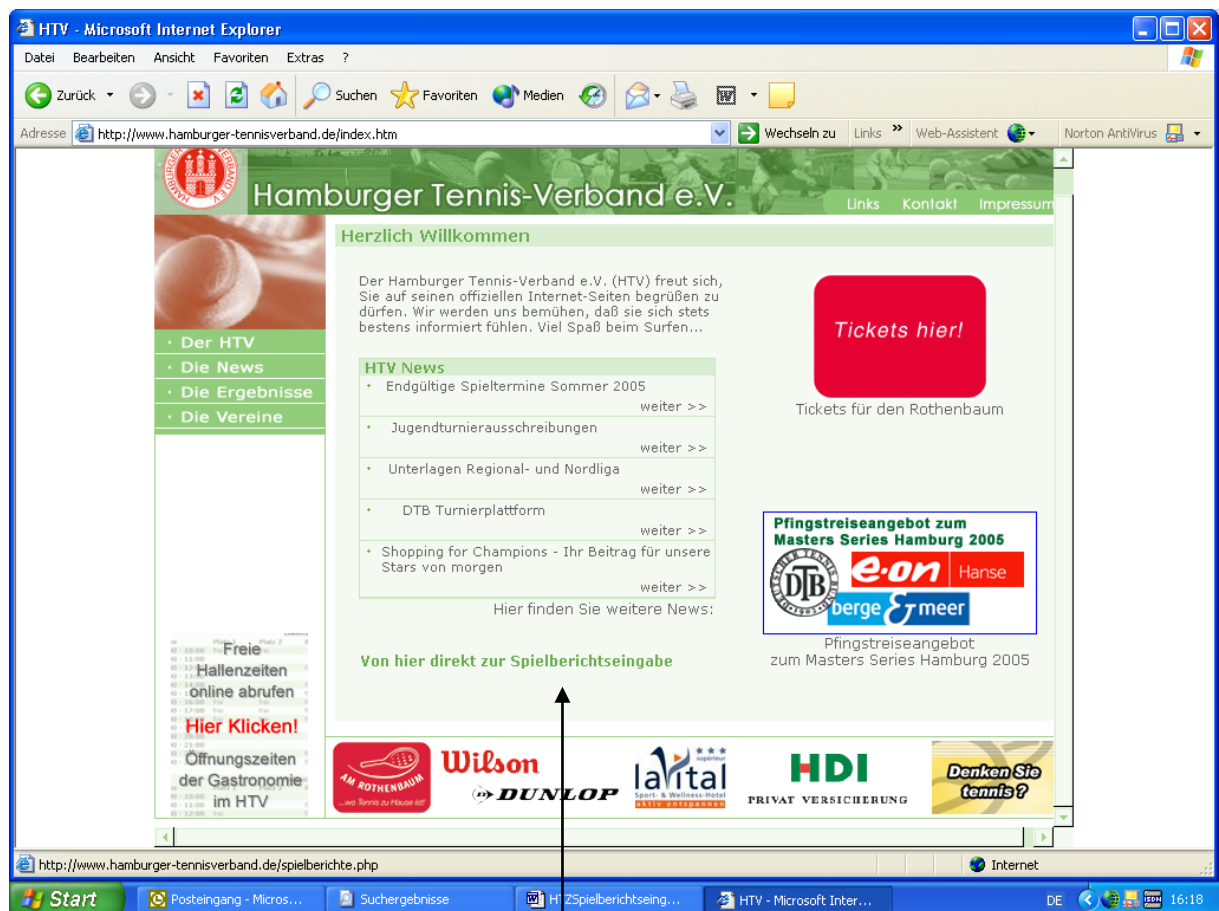 HTV - Microsoft Internet Explorer
Datei Bearbeiten Ansicht Favoriten Extras ?
Zurück Suchen Favoriten Medien
Adresse http://www.hamburger-tennisverband.de/index.htm Wechseln zu Links » Web-Assistent Norton AntiVirus
Hamburger Tennis-Verband e.V.
Links Kontakt Impressum
Herzlich Willkommen
Der Hamburger Tennis-Verband e.V. (HTV) freut sich,
Sie auf seinen offiziellen Internet-Seiten begrüßen zu
dürfen. Wir werden uns bemühen, daß sie sich stets
bestens informiert fühlen. Viel Spaß beim Surfen...
· Der HTV
· Die News
· Die Ergebnisse
· Die Vereine
HTV News
• Endgültige Spieltermine Sommer 2005
weiter >>
• Jugendturnierausschreibungen
weiter >>
• Unterlagen Regional- und Nordliga
weiter >>
• DTB Turnierplattform
weiter >>
• Shopping for Champions - Ihr Beitrag für unsere
Stars von morgen
weiter >>
Hier finden Sie weitere News:
Von hier direkt zur Spielberichtseingabe
Tickets hier!
Tickets für den Rothenbaum
Pfingstreiseangebot zum
Masters Series Hamburg 2005
DTB
e·on Hanse
berge & meer
Pfingstreiseangebot
zum Masters Series Hamburg 2005
Freie
Hallenzeiten
online abrufen
Hier Klicken!
Öffnungszeiten
der Gastronomie
im HTV
AM ROTHENBAUM
...wo Tennis zu Hause ist!
Wilson
DUNLOP
la vital
superieur
Sport- & Wellness-Hotel
aktiv entspannen
HDI
PRIVAT VERSICHERUNG
Denken Sie
tennis?
http://www.hamburger-tennisverband.de/spielberichte.php Internet
Start Posteingang - Micros... Suchergebnisse HTZSpielberichtseing... HTV - Microsoft Inter... DE 16:18